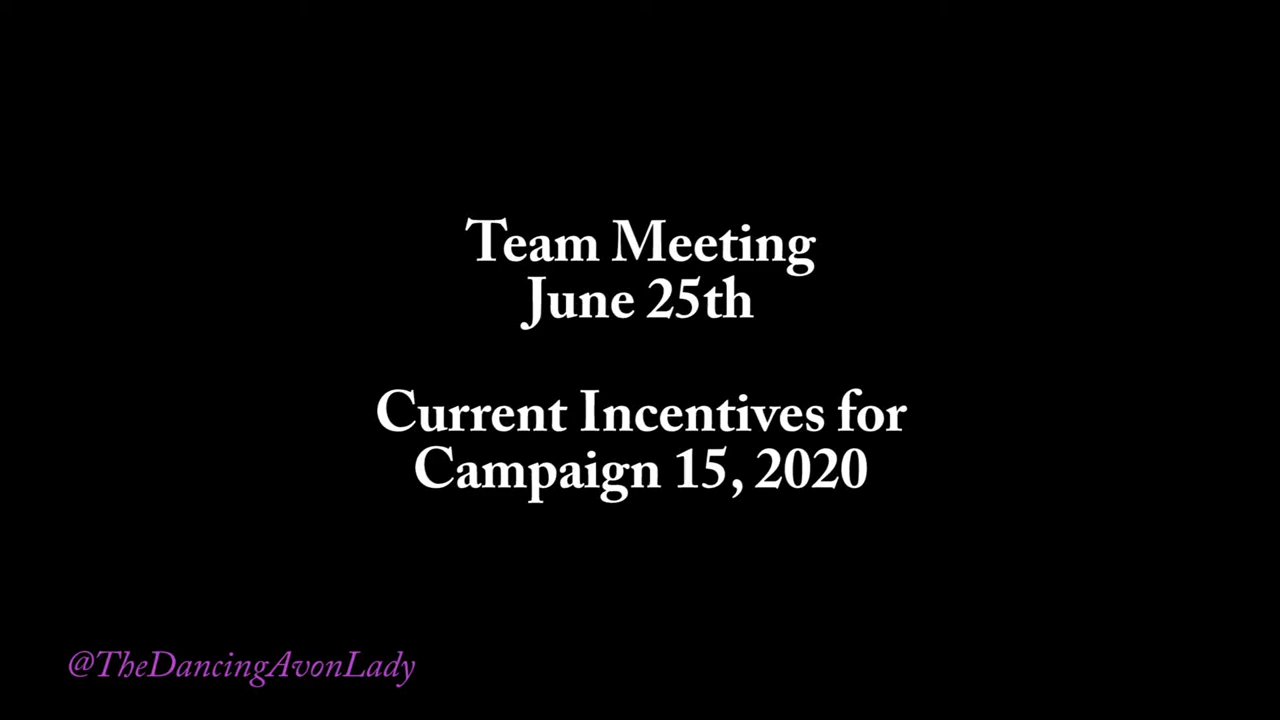 Team Meeting
June 25th
Current Incentives for
Campaign 15, 2020
@TheDancingAvonLady